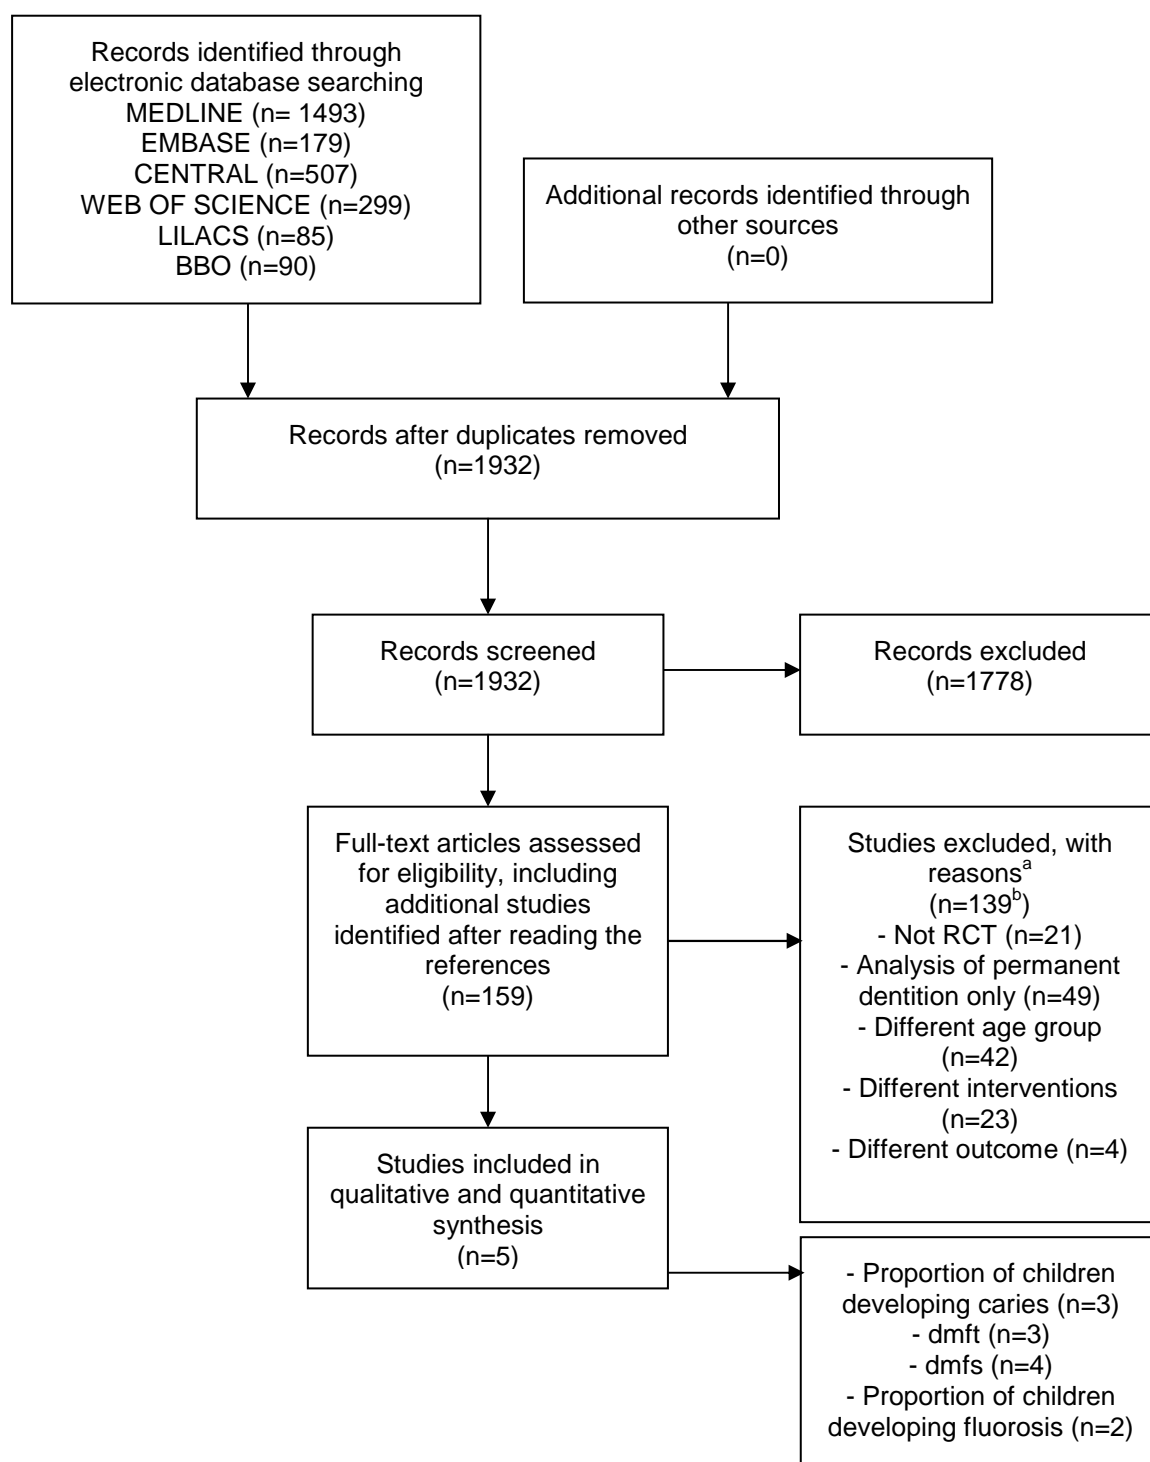 Records identified through
electronic database searching
MEDLINE (n= 1493)
EMBASE (n=179)
CENTRAL (n=507)
WEB OF SCIENCE (n=299)
LILACS (n=85)
BBO (n=90)
Additional records identified through
other sources
(n=0)
Records after duplicates removed
(n=1932)
Records screened
(n=1932)
Records excluded
(n=1778)
Full-text articles assessed
for eligibility, including
additional studies
identified after reading the
references
(n=159)
Studies excluded, with
reasons^a
(n=139^b)
- Not RCT (n=21)
- Analysis of permanent
dentition only (n=49)
- Different age group
(n=42)
- Different interventions
(n=23)
- Different outcome (n=4)
Studies included in
qualitative and quantitative
synthesis
(n=5)
- Proportion of children
developing caries (n=3)
- dmft (n=3)
- dmfs (n=4)
- Proportion of children
developing fluorosis (n=2)